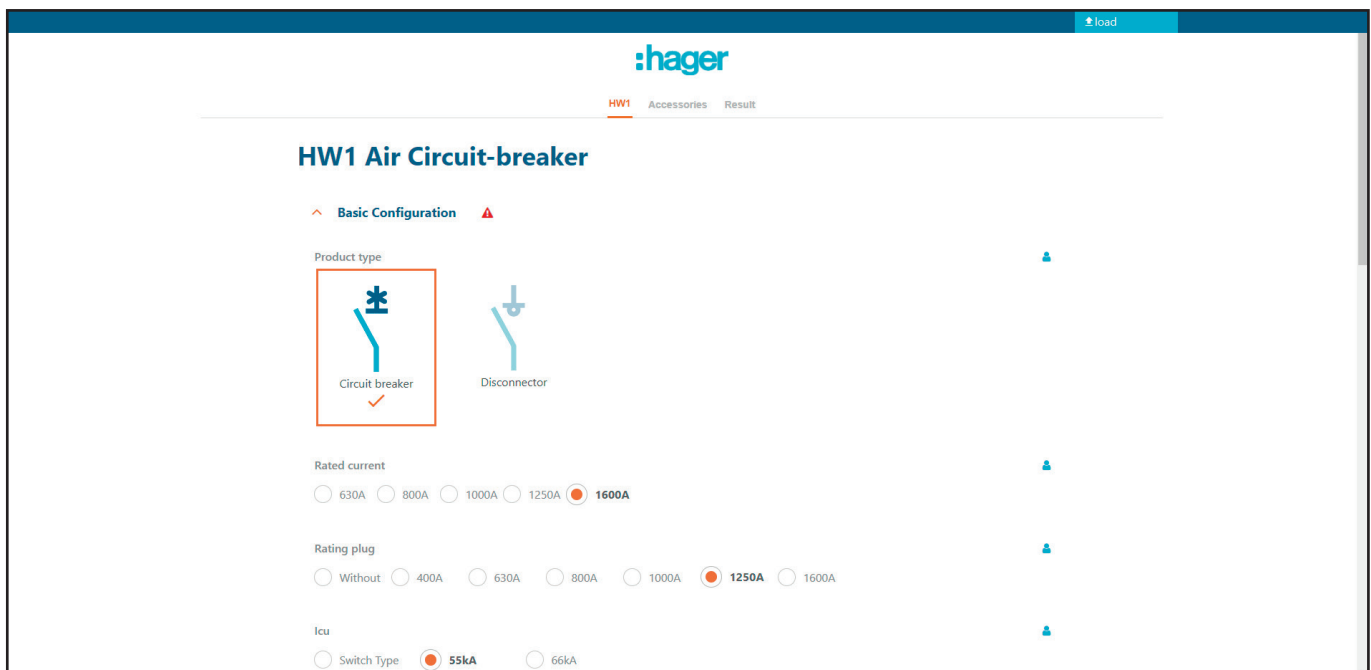 load
:hager
HW1 Accessories Result
HW1 Air Circuit-breaker
Basic Configuration
Product type
Circuit breaker Disconnector
Rated current
630A 800A 1000A 1250A 1600A
Rating plug
Without 400A 630A 800A 1000A 1250A 1600A
Icu
Switch Type 55kA 66kA